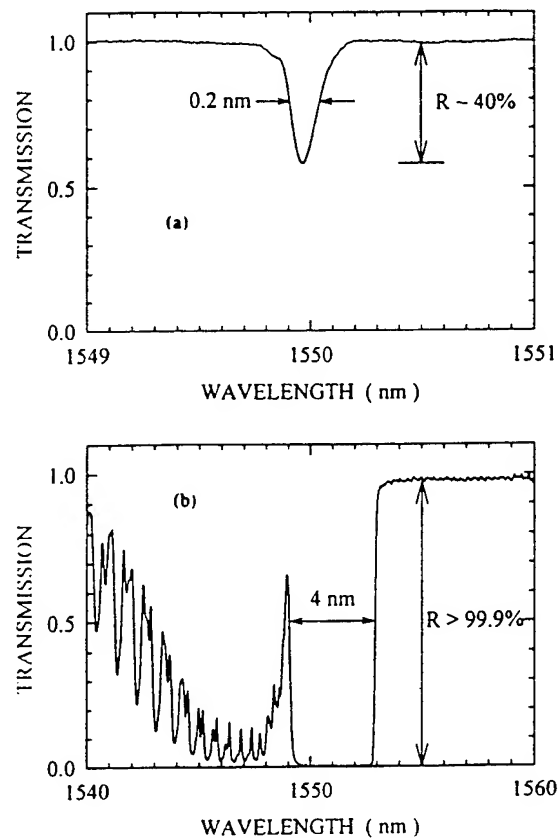 1.0
0.5
0.0
TRANSMISSION
0.2 nm
R ~ 40%
(a)
1549
1550
1551
WAVELENGTH ( nm )
1.0
0.5
0.0
TRANSMISSION
(b)
4 nm
R > 99.9%
1540
1550
1560
WAVELENGTH ( nm )